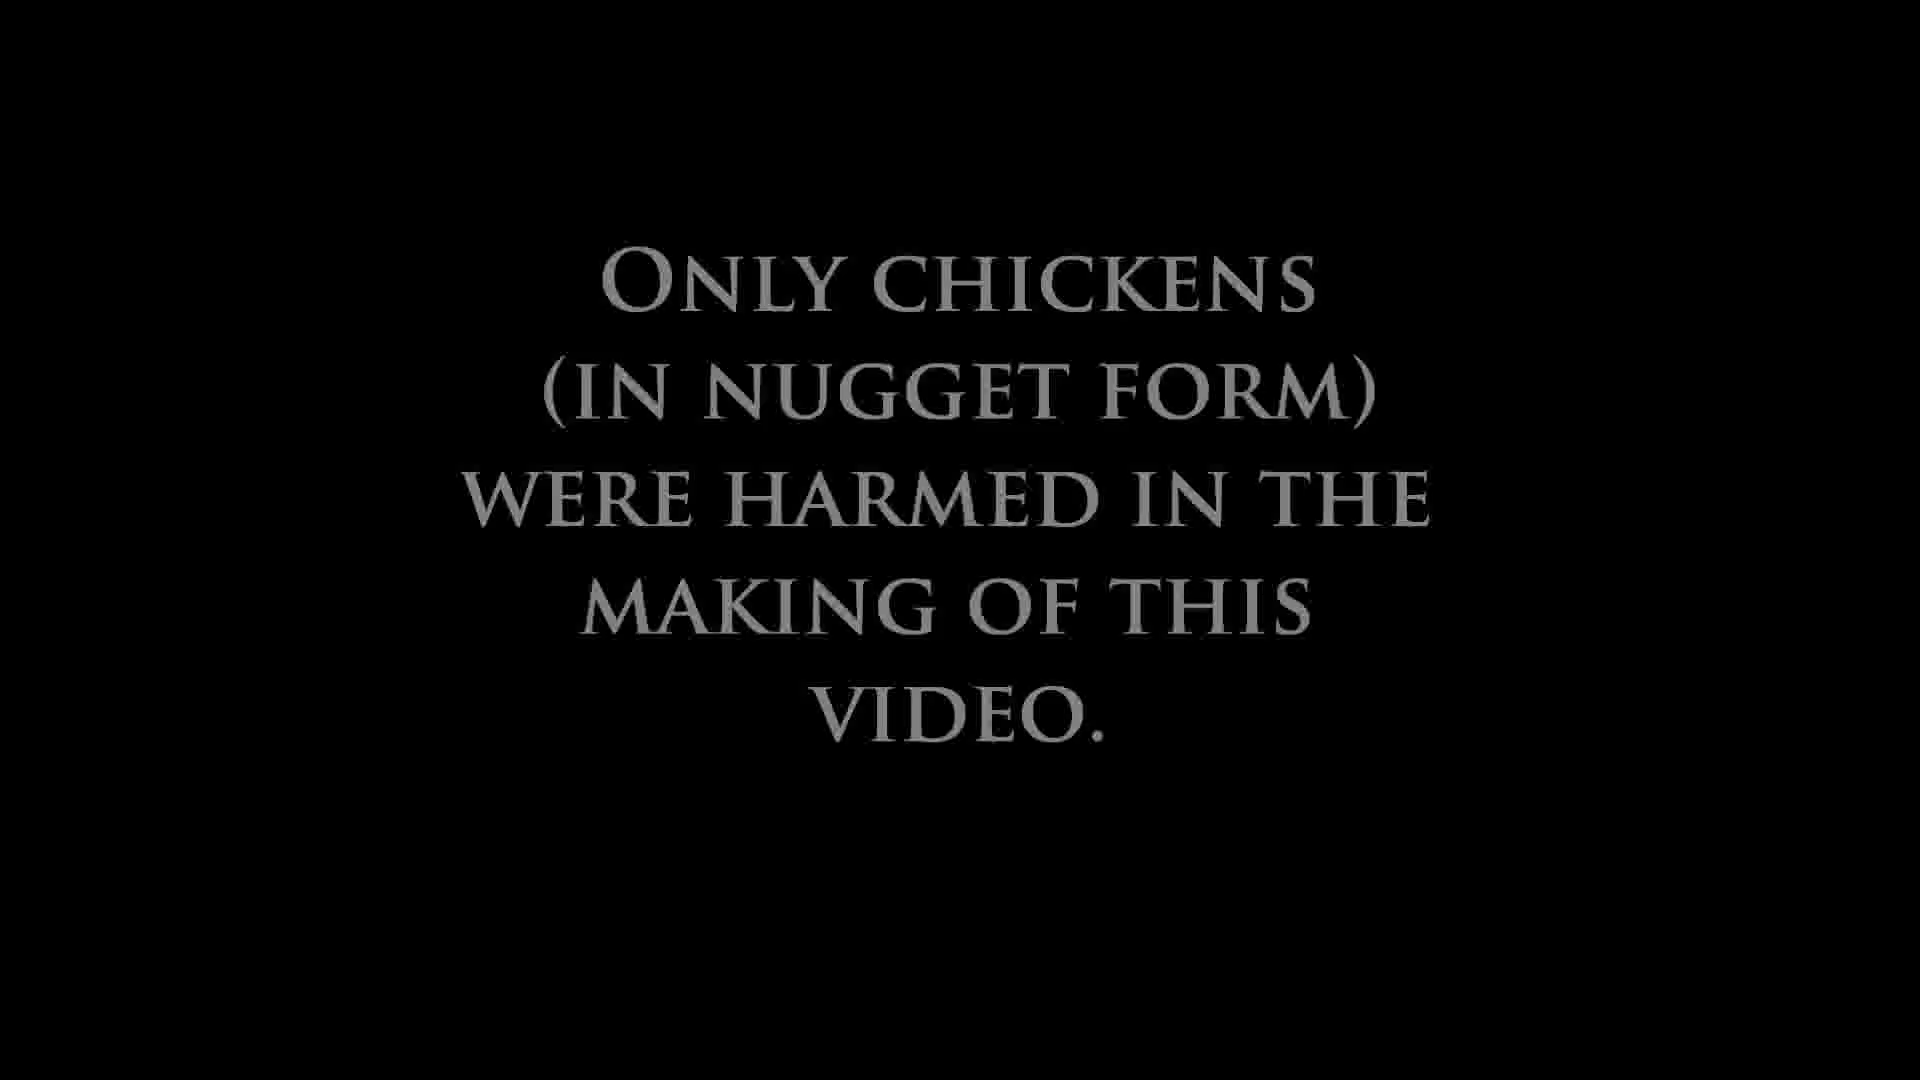 Only chickens
(in nugget form)
were harmed in the
making of this
video.